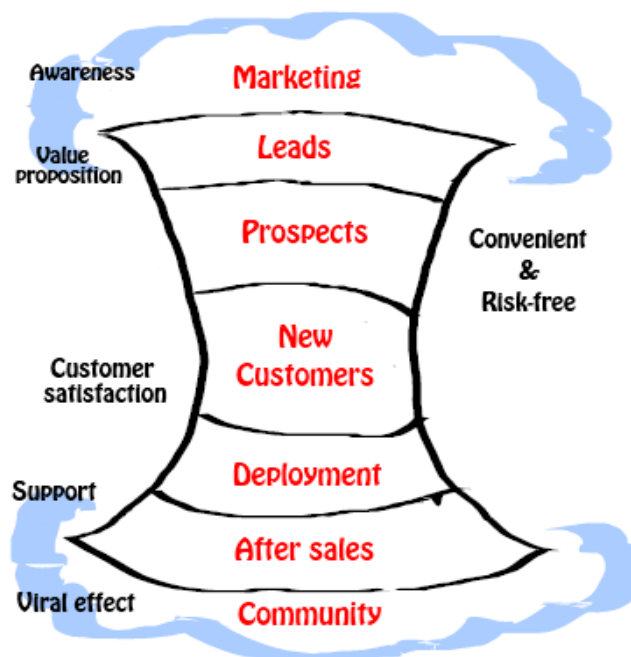 Awareness
Marketing
Leads
Value
proposition
Prospects
Convenient
&
Risk-free
New
Customers
Customer
satisfaction
Deployment
Support
After sales
Viral effect
Community